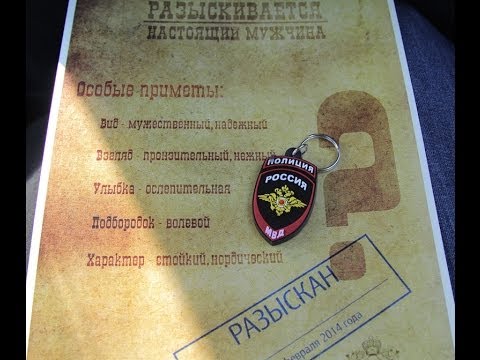 РАЗЫСКИВАЕТСЯ
НАСТОЯЩИЙ МУЖЧИНА
Особые приметы:
Вид - мужественный, надежный
Взгляд - пронзительный, нежный
Улыбка - ослепительная
Подбородок - волевой
Характер - стойкий, нордический
ПОЛИЦИЯ
РОССИЯ
МВД
?
РАЗЫСКАН
февраля 2014 года